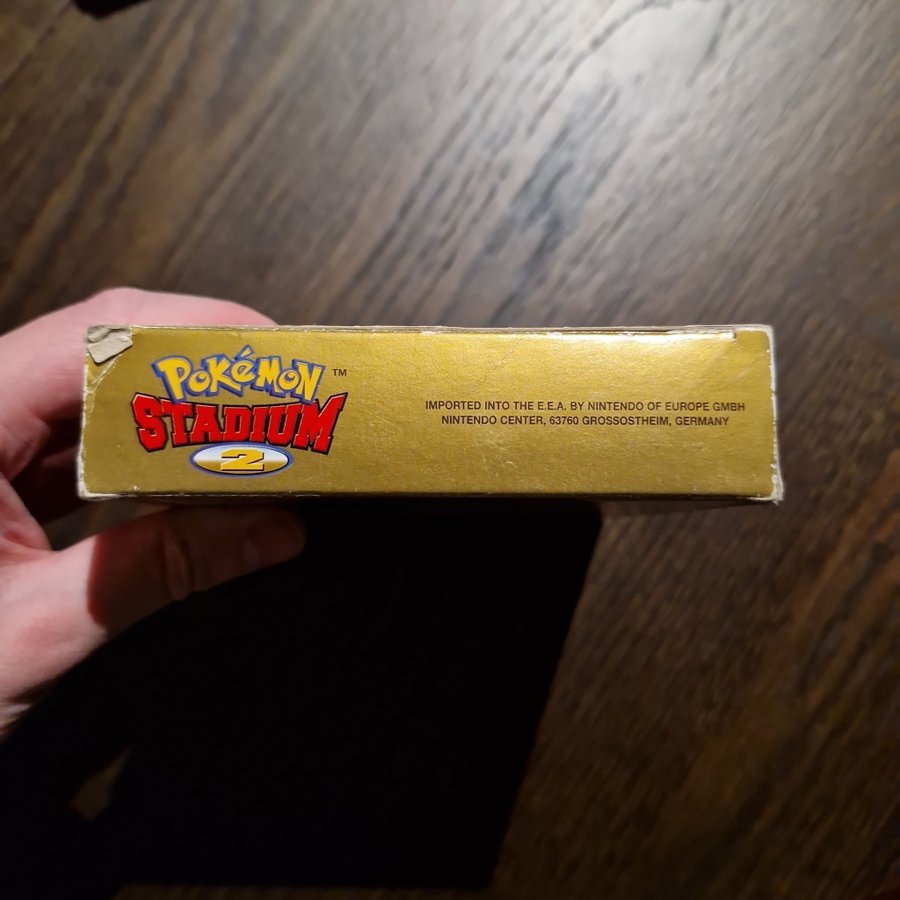 POKéMON™
STADIUM
2
IMPORTED INTO THE E.E.A. BY NINTENDO OF EUROPE GMBH
NINTENDO CENTER, 63760 GROSSOSTHEIM, GERMANY